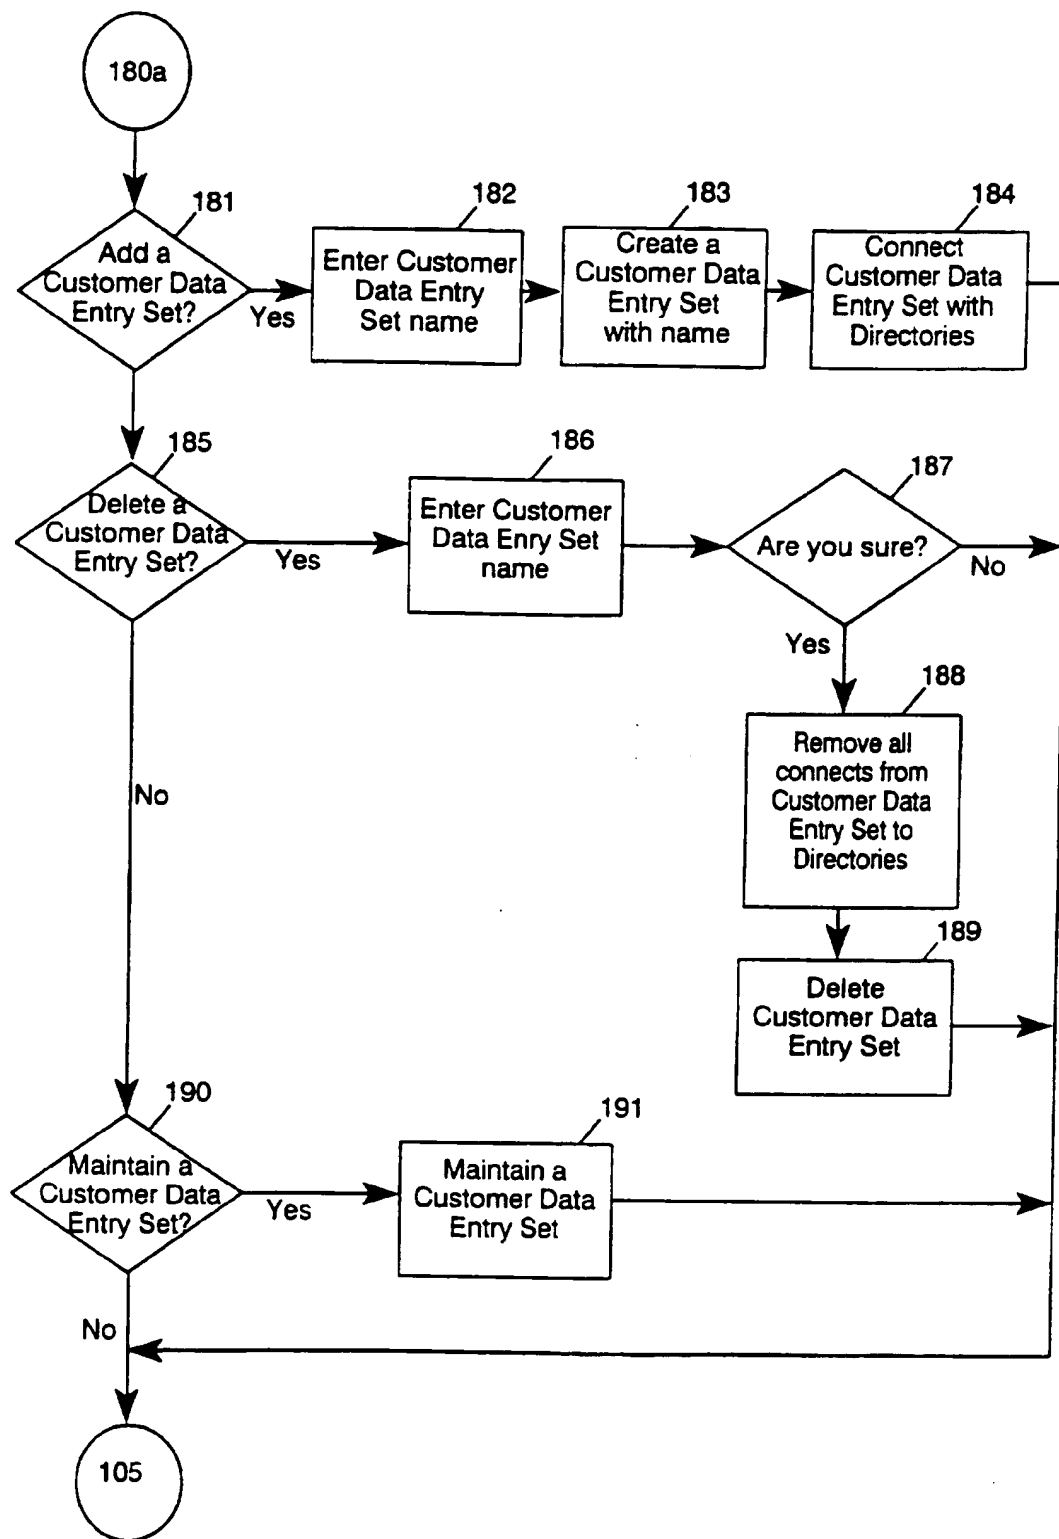 180a
181
Add a
Customer Data
Entry Set?
Yes
182
Enter Customer
Data Entry
Set name
183
Create a
Customer Data
Entry Set
with name
184
Connect
Customer Data
Entry Set with
Directories
185
Delete a
Customer Data
Entry Set?
Yes
186
Enter Customer
Data Enry Set
name
187
Are you sure?
No
Yes
188
Remove all
connects from
Customer Data
Entry Set to
Directories
No
189
Delete
Customer Data
Entry Set
190
Maintain a
Customer Data
Entry Set?
Yes
191
Maintain a
Customer Data
Entry Set
No
105